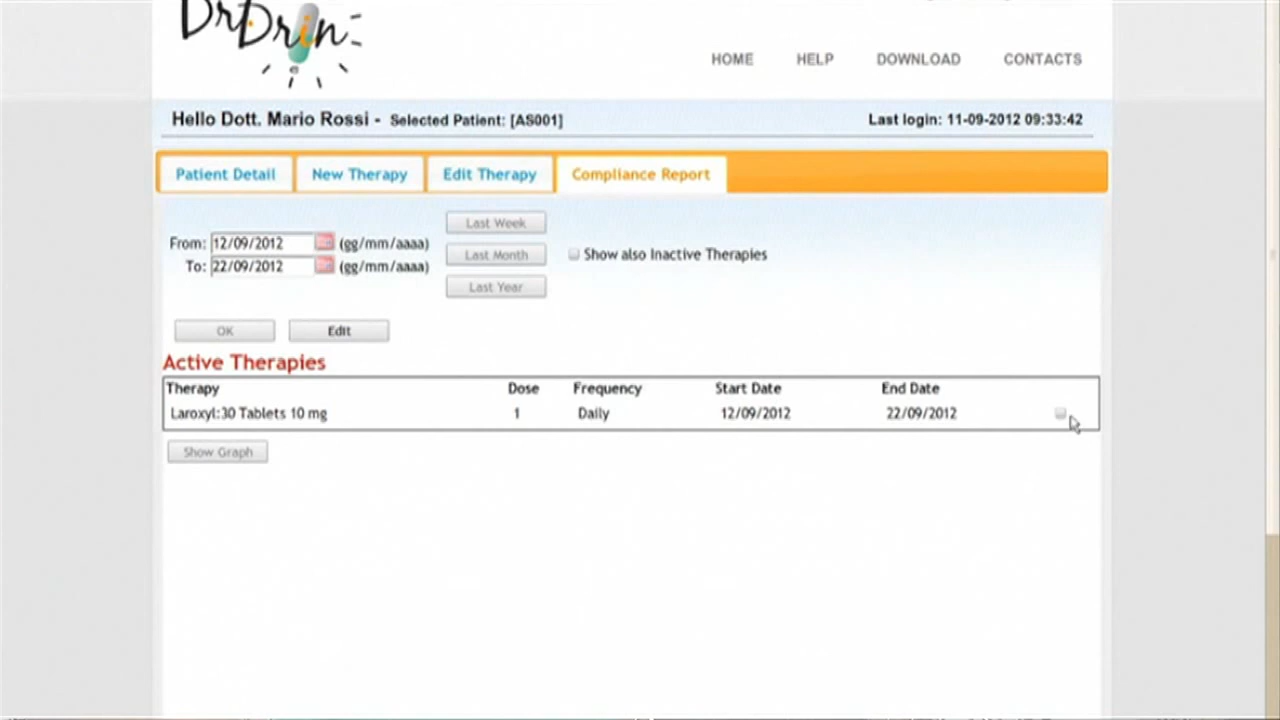 DrDrin
HOME HELP DOWNLOAD CONTACTS
Hello Dott. Mario Rossi - Selected Patient: [AS001] Last login: 11-09-2012 09:33:42
Patient Detail New Therapy Edit Therapy Compliance Report
Last Week
From: 12/09/2012 (gg/mm/aaaa)
Last Month Show also Inactive Therapies
To: 22/09/2012 (gg/mm/aaaa)
Last Year
OK Edit
Active Therapies
Therapy Dose Frequency Start Date End Date
Laroxyl:30 Tablets 10 mg 1 Daily 12/09/2012 22/09/2012
Show Graph